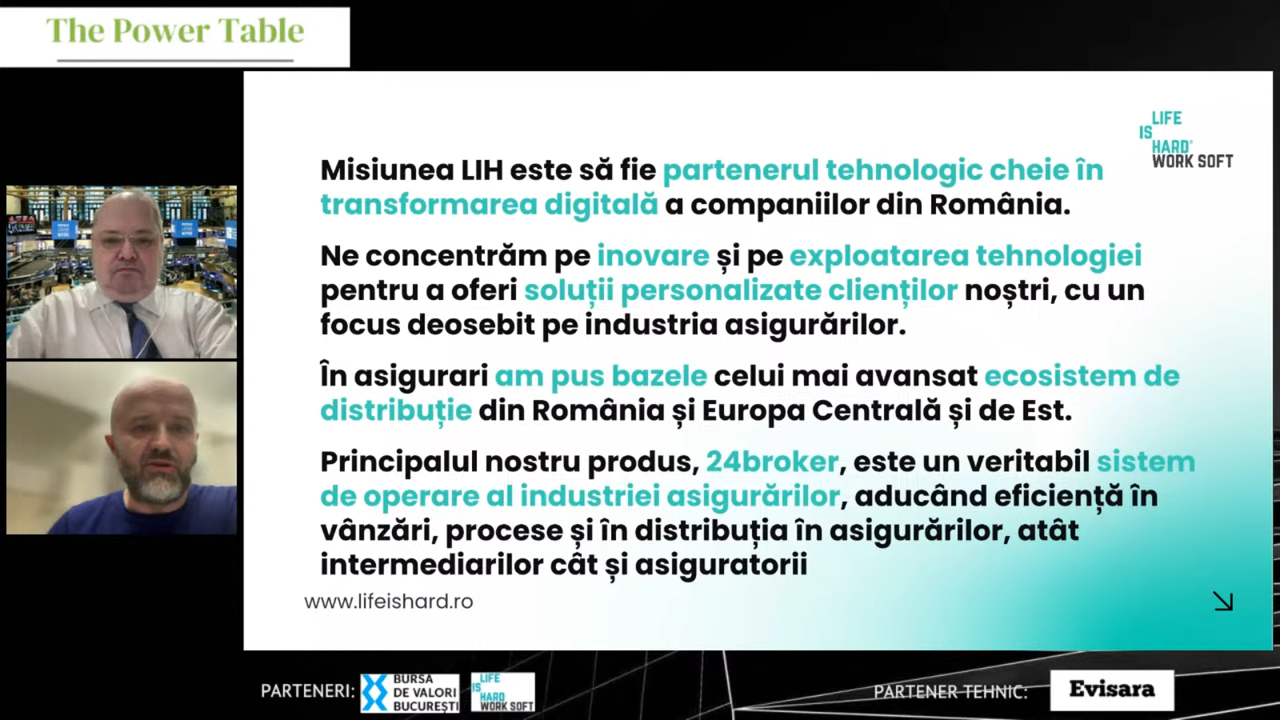 The Power Table
LIFE
IS
HARD
WORK SOFT
Misiunea LIH este să fie partenerul tehnologic cheie în
transformarea digitală a companiilor din România.
Ne concentrăm pe inovare și pe exploatarea tehnologiei
pentru a oferi soluții personalizate clienților noștri, cu un
focus deosebit pe industria asigurărilor.
În asigurari am pus bazele celui mai avansat ecosistem de
distribuție din România și Europa Centrală și de Est.
Principalul nostru produs, 24broker, este un veritabil sistem
de operare al industriei asigurărilor, aducând eficiență în
vânzări, procese și în distribuția în asigurărilor, atât
intermediarilor cât și asiguratorii
www.lifeishard.ro
PARTENERI:
BURSA
DE VALORI
BUCUREȘTI
LIFE
IS
HARD
WORK SOFT
PARTENER TEHNIC:
Evisara